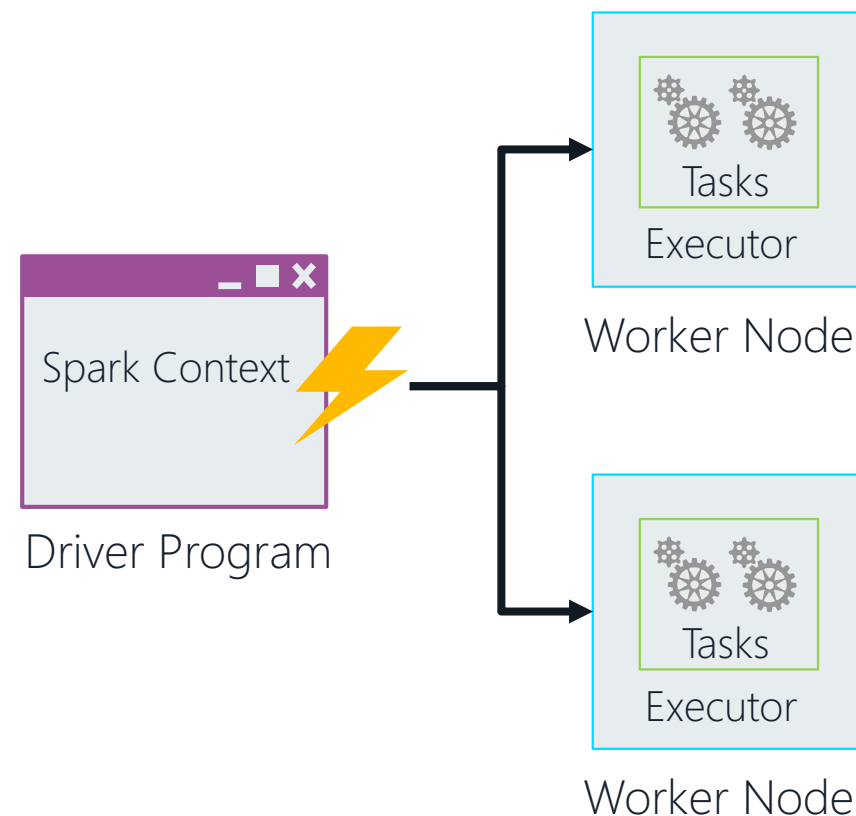 Tasks
Executor
Worker Node
Spark Context
Driver Program
Tasks
Executor
Worker Node